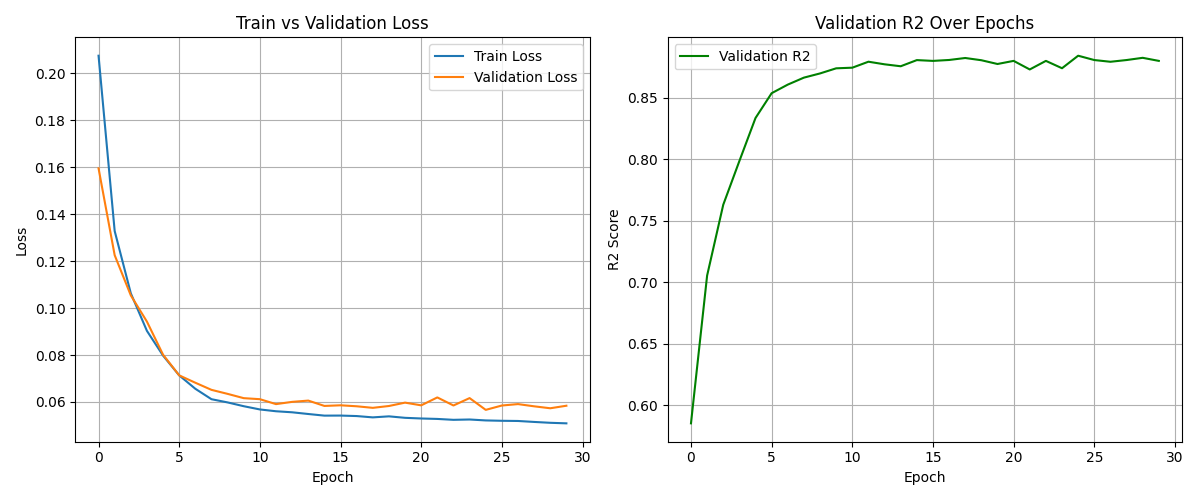 Train vs Validation Loss
Train Loss
Validation Loss
0.20
0.18
0.16
0.14
0.12
0.10
0.08
0.06
Loss
0 5 10 15 20 25 30
Epoch
Validation R2 Over Epochs
Validation R2
0.85
0.80
0.75
0.70
0.65
0.60
R2 Score
0 5 10 15 20 25 30
Epoch